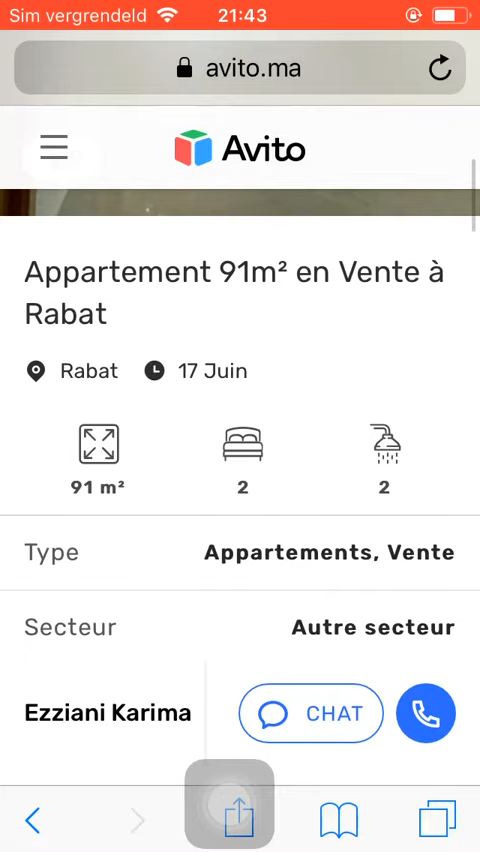 Sim vergrendeld 21:43
avito.ma
Avito
Appartement 91m² en Vente à
Rabat
Rabat 17 Juin
91 m² 2 2
Type Appartements, Vente
Secteur Autre secteur
Ezziani Karima CHAT